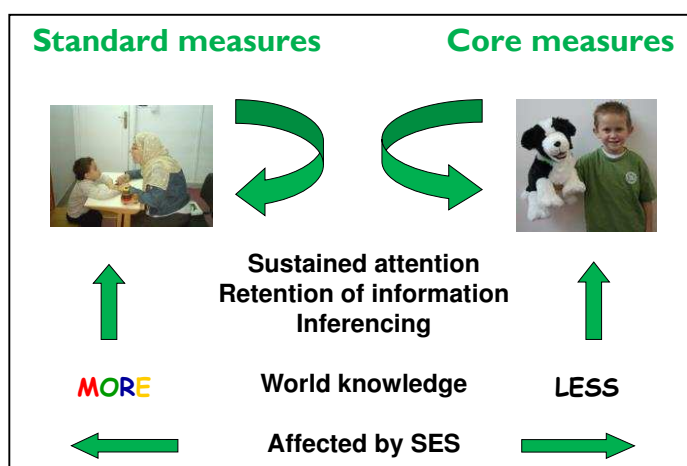 Standard measures
Core measures
Sustained attention
Retention of information
Inferencing
MORE
World knowledge
LESS
Affected by SES